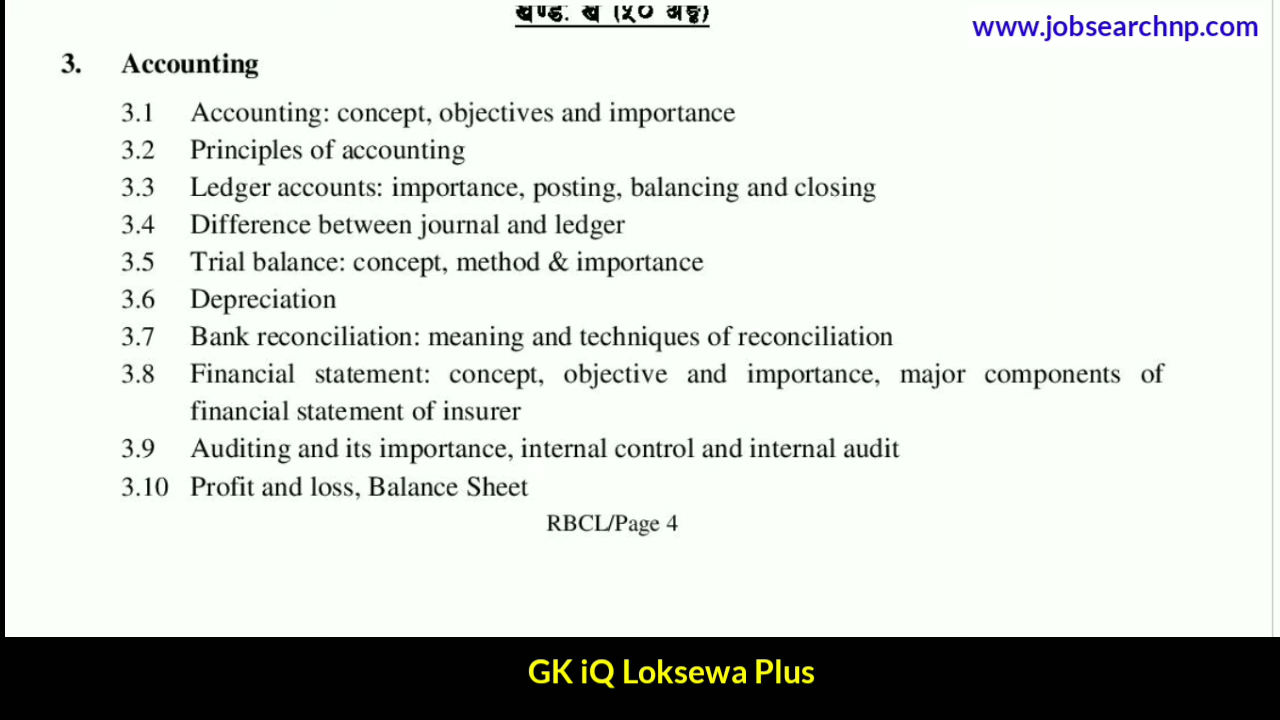 खण्ड: ख (५० अङ्क)
www.jobsearchnp.com
3. Accounting
3.1 Accounting: concept, objectives and importance
3.2 Principles of accounting
3.3 Ledger accounts: importance, posting, balancing and closing
3.4 Difference between journal and ledger
3.5 Trial balance: concept, method & importance
3.6 Depreciation
3.7 Bank reconciliation: meaning and techniques of reconciliation
3.8 Financial statement: concept, objective and importance, major components of
financial statement of insurer
3.9 Auditing and its importance, internal control and internal audit
3.10 Profit and loss, Balance Sheet
RBCL/Page 4
GK iQ Loksewa Plus